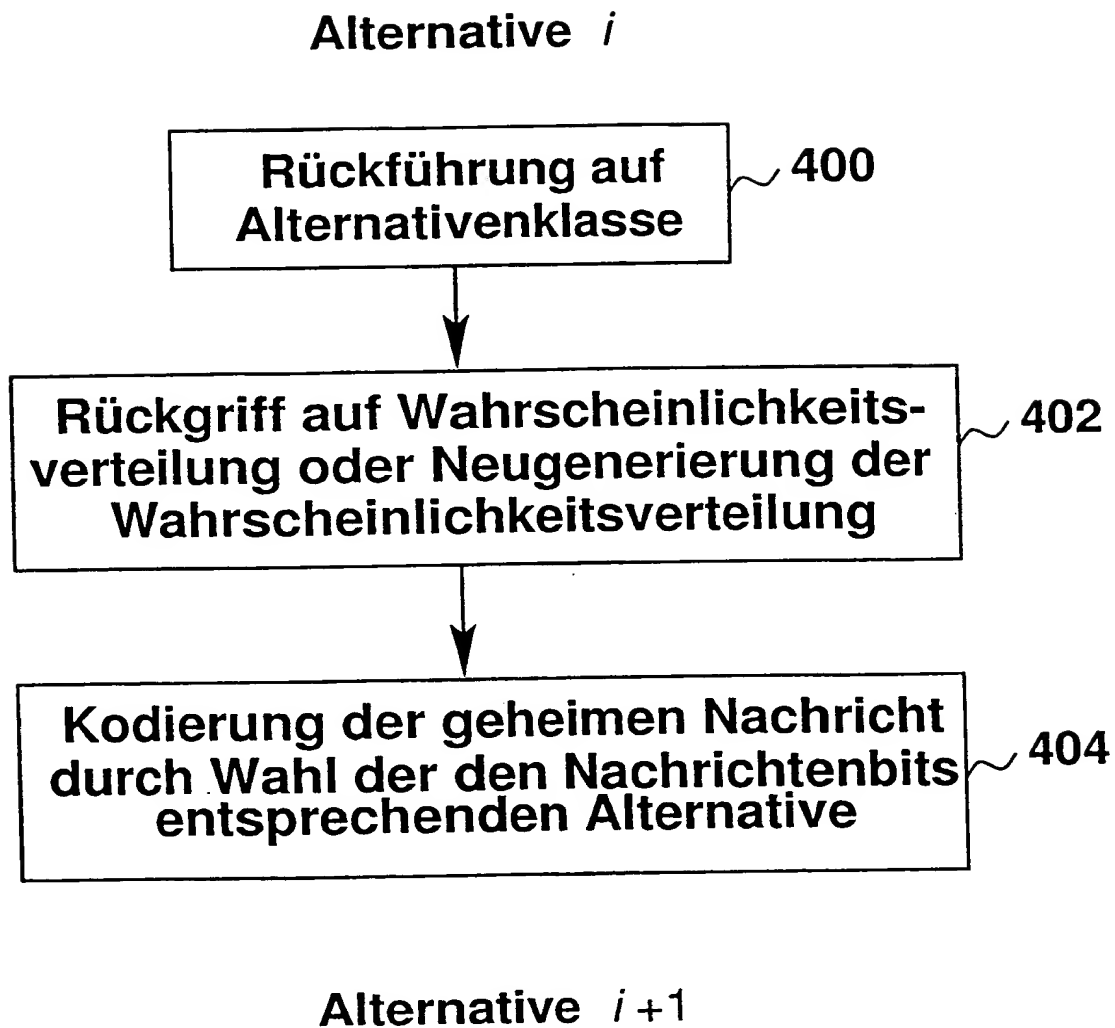 Alternative i
Rückführung auf
Alternativenklasse
400
Rückgriff auf Wahrscheinlichkeits-
verteilung oder Neugenerierung der
Wahrscheinlichkeitsverteilung
402
Kodierung der geheimen Nachricht
durch Wahl der den Nachrichtenbits
entsprechenden Alternative
404
Alternative i+1